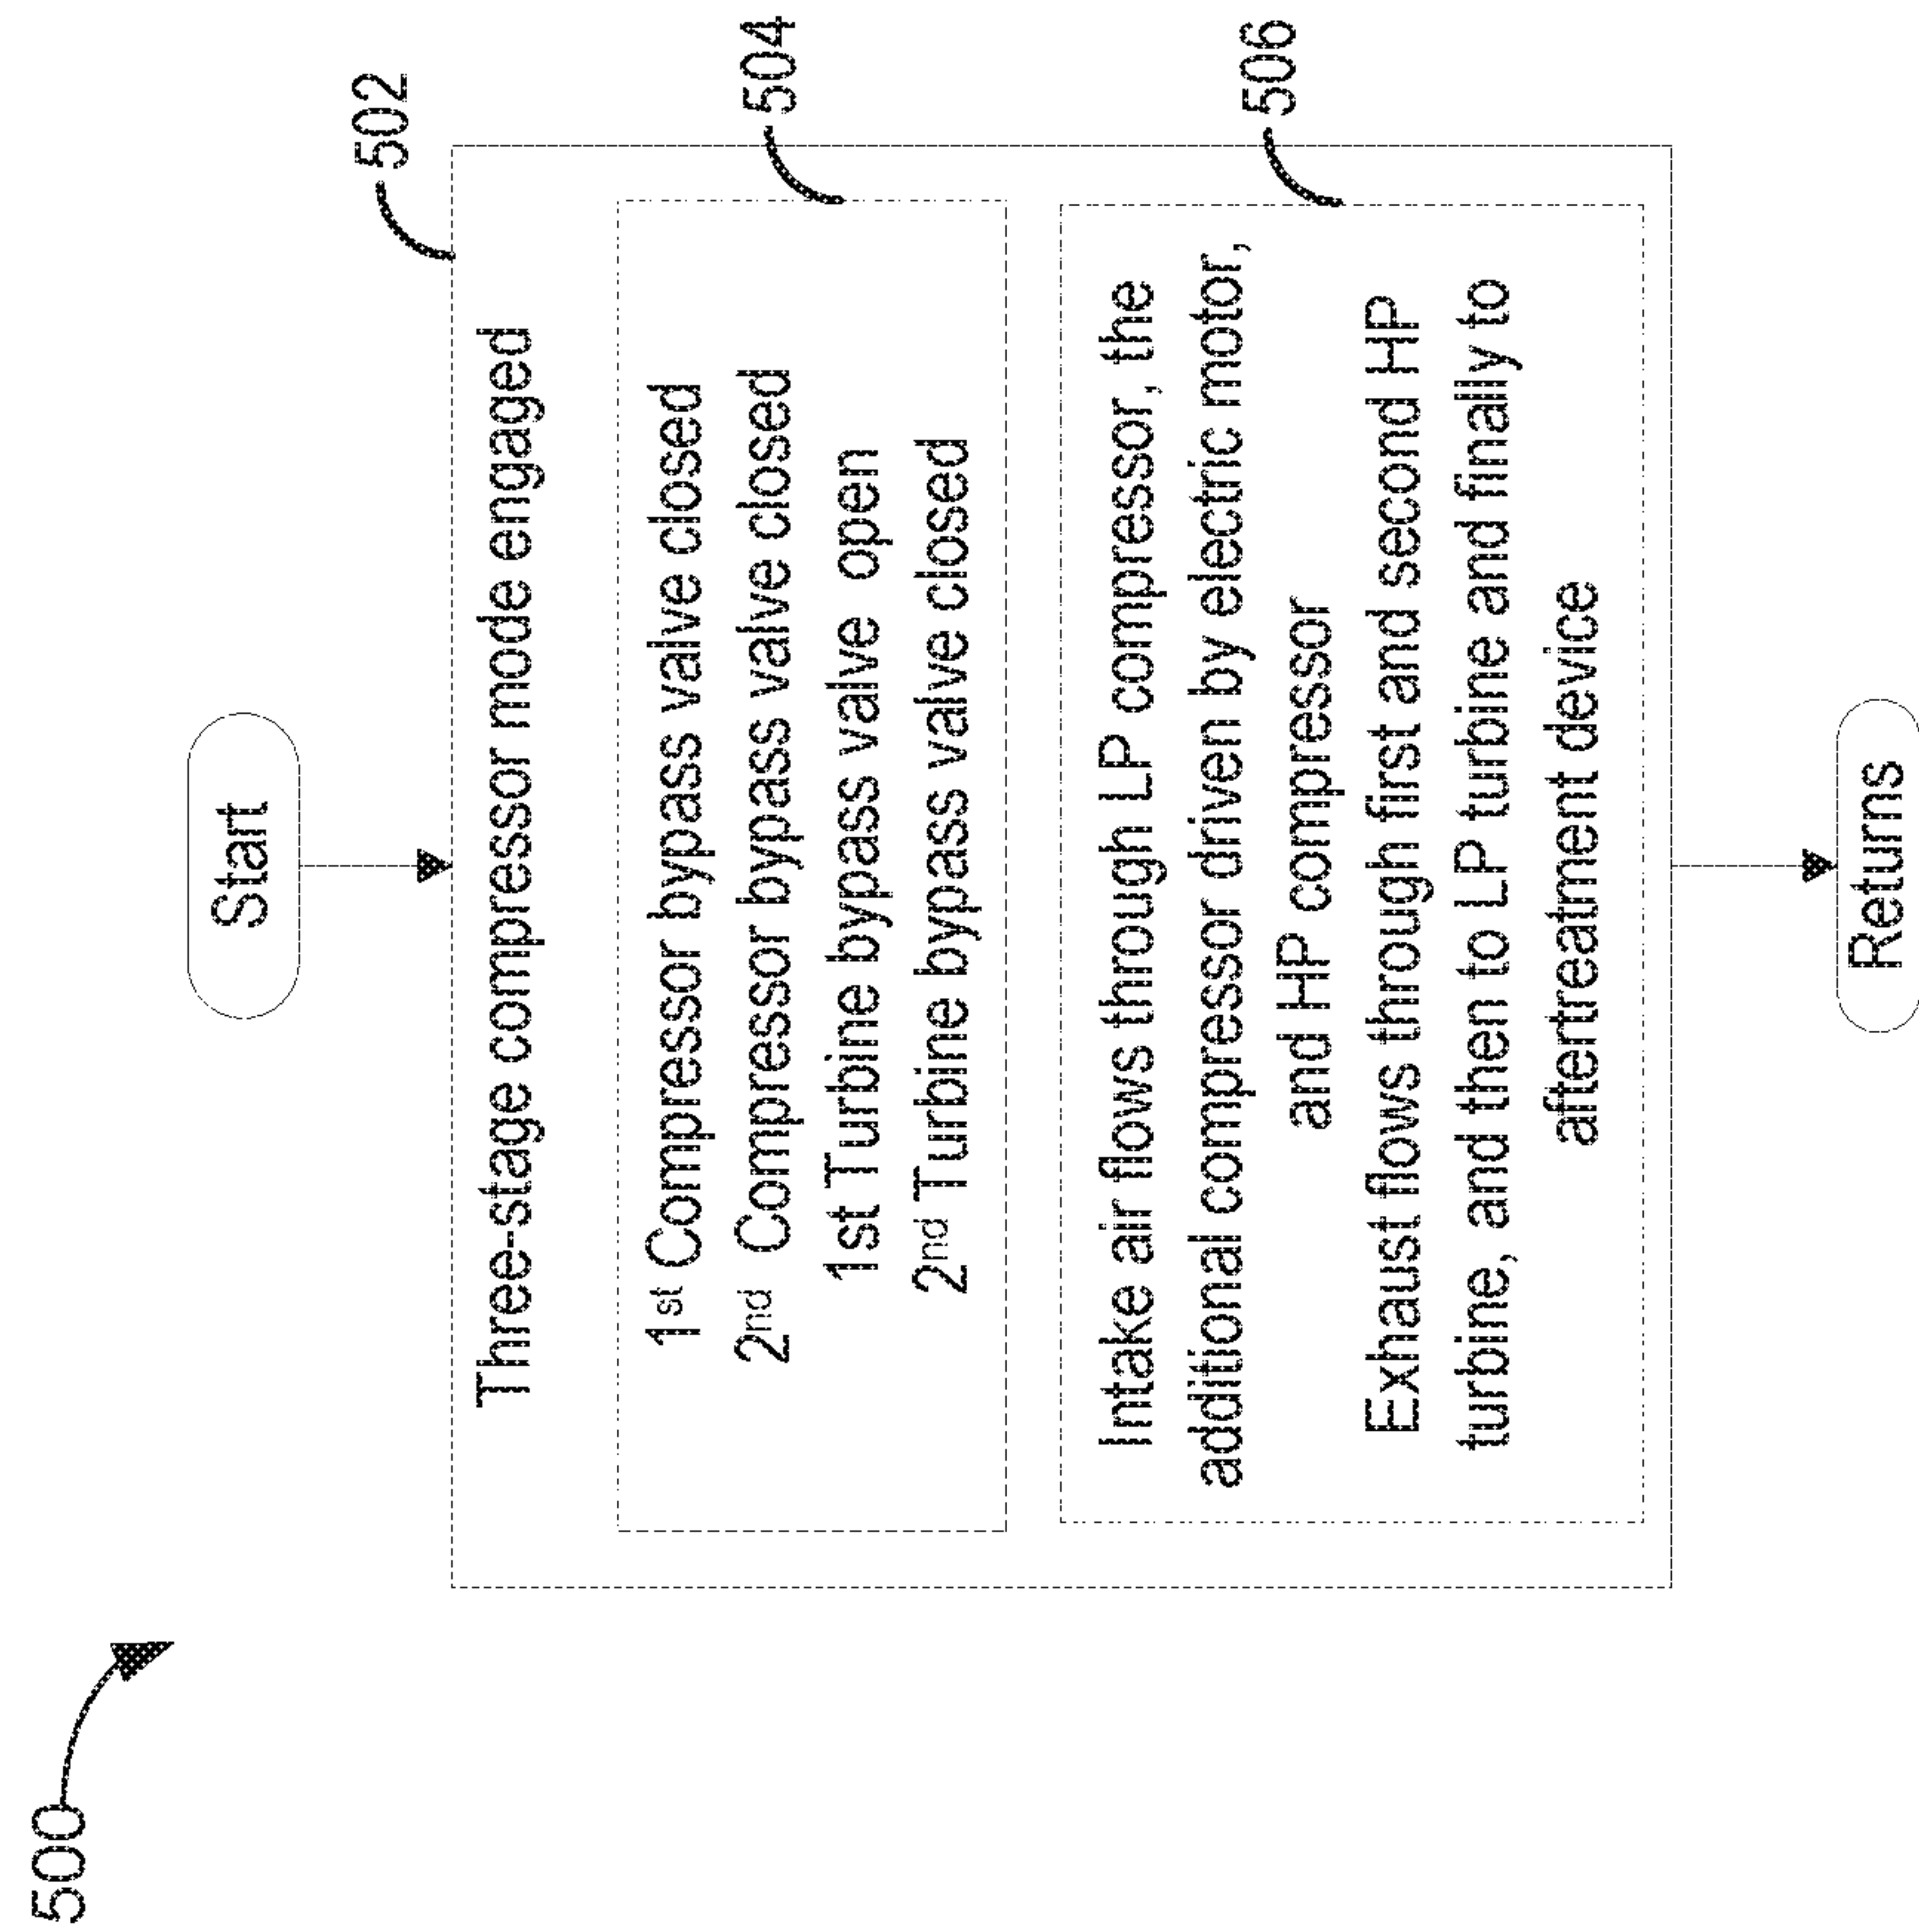 500
Start
502
Three-stage compressor mode engaged
504
1st Compressor bypass valve closed
2nd Compressor bypass valve closed
1st Turbine bypass valve open
2nd Turbine bypass valve closed
506
Intake air flows through LP compressor, the
additional compressor driven by electric motor,
and HP compressor
Exhaust flows through first and second HP
turbine, and then to LP turbine and finally to
aftertreatment device
Returns